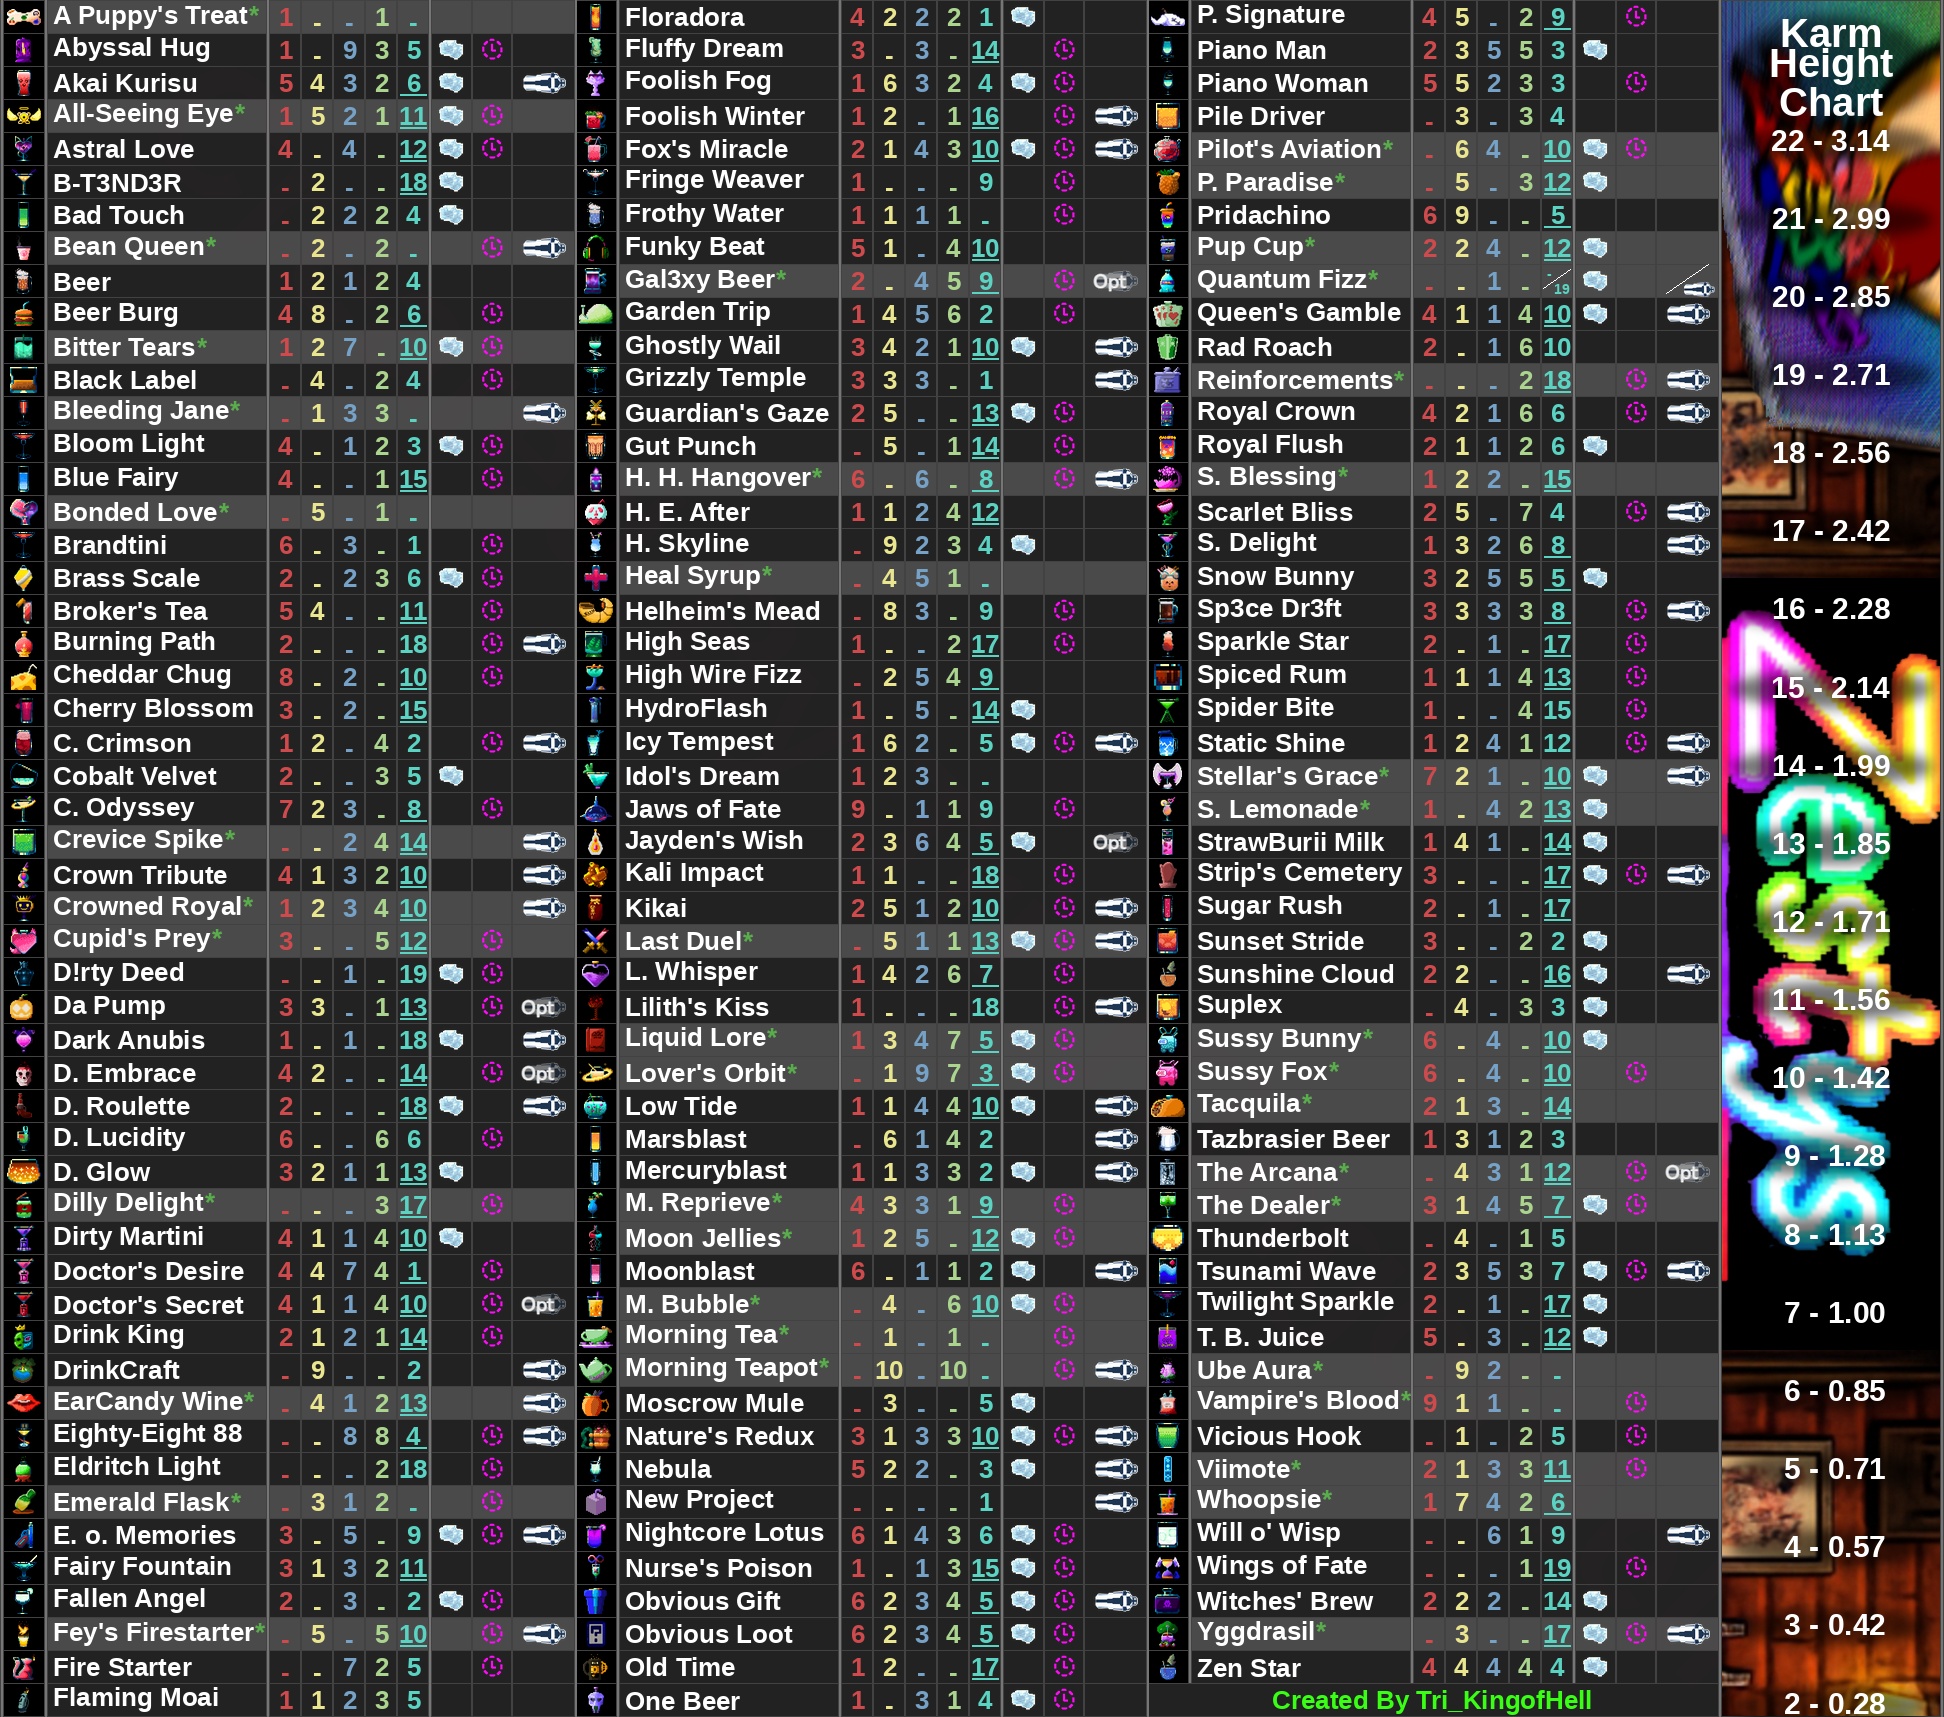 A Puppy's Treat* 1 - - 1 -
Abyssal Hug 1 - 9 3 5
Akai Kurisu 5 4 3 2 6
All-Seeing Eye* 1 5 2 1 11
Astral Love 4 - 4 - 12
B-T3ND3R - 2 - - 18
Bad Touch - 2 2 2 4
Bean Queen* - 2 - 2 -
Beer 1 2 1 2 4
Beer Burg 4 8 - 2 6
Bitter Tears* 1 2 7 - 10
Black Label - 4 - 2 4
Bleeding Jane* - 1 3 3 -
Bloom Light 4 - 1 2 3
Blue Fairy 4 - - 1 15
Bonded Love* - 5 - 1 -
Brandtini 6 - 3 - 1
Brass Scale 2 - 2 3 6
Broker's Tea 5 4 - - 11
Burning Path 2 - - - 18
Cheddar Chug 8 - 2 - 10
Cherry Blossom 3 - 2 - 15
C. Crimson 1 2 - 4 2
Cobalt Velvet 2 - - 3 5
C. Odyssey 7 2 3 - 8
Crevice Spike* - - 2 4 14
Crown Tribute 4 1 3 2 10
Crowned Royal* 1 2 3 4 10
Cupid's Prey* 3 - - 5 12
D!rty Deed - - 1 - 19
Da Pump 3 3 - 1 13 Opt
Dark Anubis 1 - 1 - 18
D. Embrace 4 2 - - 14 Opt
D. Roulette 2 - - - 18
D. Lucidity 6 - - 6 6
D. Glow 3 2 1 1 13
Dilly Delight* - - - 3 17
Dirty Martini 4 1 1 4 10
Doctor's Desire 4 4 7 4 1
Doctor's Secret 4 1 1 4 10 Opt
Drink King 2 1 2 1 14
DrinkCraft - 9 - - 2
EarCandy Wine* - 4 1 2 13
Eighty-Eight 88 - - 8 8 4
Eldritch Light - - - 2 18
Emerald Flask* - 3 1 2 -
E. o. Memories 3 - 5 - 9
Fairy Fountain 3 1 3 2 11
Fallen Angel 2 - 3 - 2
Fey's Firestarter* - 5 - 5 10
Fire Starter - - 7 2 5
Flaming Moai 1 1 2 3 5
Floradora 4 2 2 2 1
Fluffy Dream 3 - 3 - 14
Foolish Fog 1 6 3 2 4
Foolish Winter 1 2 - 1 16
Fox's Miracle 2 1 4 3 10
Fringe Weaver 1 - - - 9
Frothy Water 1 1 1 1 -
Funky Beat 5 1 - 4 10
Gal3xy Beer* 2 - 4 5 9 Opt
Garden Trip 1 4 5 6 2
Ghostly Wail 3 4 2 1 10
Grizzly Temple 3 3 3 - 1
Guardian's Gaze 2 5 - - 13
Gut Punch - 5 - 1 14
H. H. Hangover* 6 - 6 - 8
H. E. After 1 1 2 4 12
H. Skyline - 9 2 3 4
Heal Syrup* - 4 5 1 -
Helheim's Mead - 8 3 - 9
High Seas 1 - - 2 17
High Wire Fizz - 2 5 4 9
HydroFlash 1 - 5 - 14
Icy Tempest 1 6 2 - 5
Idol's Dream 1 2 3 - -
Jaws of Fate 9 - 1 1 9
Jayden's Wish 2 3 6 4 5 Opt
Kali Impact 1 1 - - 18
Kikai 2 5 1 2 10
Last Duel* - 5 1 1 13
L. Whisper 1 4 2 6 7
Lilith's Kiss 1 - - - 18
Liquid Lore* 1 3 4 7 5
Lover's Orbit* - 1 9 7 3
Low Tide 1 1 4 4 10
Marsblast - 6 1 4 2
Mercuryblast 1 1 3 3 2
M. Reprieve* 4 3 3 1 9
Moon Jellies* 1 2 5 - 12
Moonblast 6 - 1 1 2
M. Bubble* - 4 - 6 10
Morning Tea* - 1 - 1 -
Morning Teapot* - 10 - 10 -
Moscrow Mule - 3 - - 5
Nature's Redux 3 1 3 3 10
Nebula 5 2 2 - 3
New Project - - - - 1
Nightcore Lotus 6 1 4 3 6
Nurse's Poison 1 - 1 3 15
Obvious Gift 6 2 3 4 5
Obvious Loot 6 2 3 4 5
Old Time 1 2 - - 17
One Beer 1 - 3 1 4
P. Signature 4 5 - 2 9
Piano Man 2 3 5 5 3
Piano Woman 5 5 2 3 3
Pile Driver - 3 - 3 4
Pilot's Aviation* - 6 4 - 10
P. Paradise* - 5 - 3 12
Pridachino 6 9 - - 5
Pup Cup* 2 2 4 - 12
Quantum Fizz* - - 1 - -/19
Queen's Gamble 4 1 1 4 10
Rad Roach 2 - 1 6 10
Reinforcements* - - - 2 18
Royal Crown 4 2 1 6 6
Royal Flush 2 1 1 2 6
S. Blessing* 1 2 2 - 15
Scarlet Bliss 2 5 - 7 4
S. Delight 1 3 2 6 8
Snow Bunny 3 2 5 5 5
Sp3ce Dr3ft 3 3 3 3 8
Sparkle Star 2 - 1 - 17
Spiced Rum 1 1 1 4 13
Spider Bite 1 - - 4 15
Static Shine 1 2 4 1 12
Stellar's Grace* 7 2 1 - 10
S. Lemonade* 1 - 4 2 13
StrawBurii Milk 1 4 1 - 14
Strip's Cemetery 3 - - - 17
Sugar Rush 2 - 1 - 17
Sunset Stride 3 - - 2 2
Sunshine Cloud 2 2 - - 16
Suplex - 4 - 3 3
Sussy Bunny* 6 - 4 - 10
Sussy Fox* 6 - 4 - 10
Tacquila* 2 1 3 - 14
Tazbrasier Beer 1 3 1 2 3
The Arcana* - 4 3 1 12 Opt
The Dealer* 3 1 4 5 7
Thunderbolt - 4 - 1 5
Tsunami Wave 2 3 5 3 7
Twilight Sparkle 2 - 1 - 17
T. B. Juice 5 - 3 - 12
Ube Aura* - 9 2 - -
Vampire's Blood* 9 1 1 - -
Vicious Hook - 1 - 2 5
Viimote* 2 1 3 3 11
Whoopsie* 1 7 4 2 6
Will o' Wisp - - 6 1 9
Wings of Fate - - - 1 19
Witches' Brew 2 2 2 - 14
Yggdrasil* - 3 - - 17
Zen Star 4 4 4 4 4
Created By Tri_KingofHell
Karm
Height
Chart
22 - 3.14
21 - 2.99
20 - 2.85
19 - 2.71
18 - 2.56
17 - 2.42
16 - 2.28
15 - 2.14
14 - 1.99
13 - 1.85
12 - 1.71
11 - 1.56
10 - 1.42
9 - 1.28
8 - 1.13
7 - 1.00
6 - 0.85
5 - 0.71
4 - 0.57
3 - 0.42
2 - 0.28